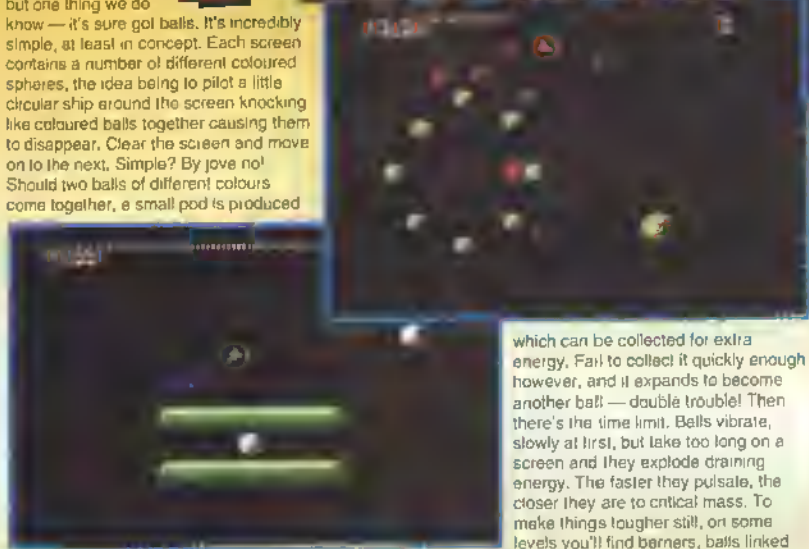 but one thing we do
know — it's sure got balls. It's incredibly
simple, at least in concept. Each screen
contains a number of different coloured
spheres, the idea being to pilot a little
circular ship around the screen knocking
like coloured balls together causing them
to disappear. Clear the screen and move
on to the next. Simple? By jove no!
Should two balls of different colours
come together, a small pod is produced
which can be collected for extra
energy. Fail to collect it quickly enough
however, and it expands to become
another ball — double trouble! Then
there's the time limit. Balls vibrate,
slowly at first, but take too long on a
screen and they explode draining
energy. The faster they pulsate, the
closer they are to critical mass. To
make things tougher still, on some
levels you'll find barriers, balls linked